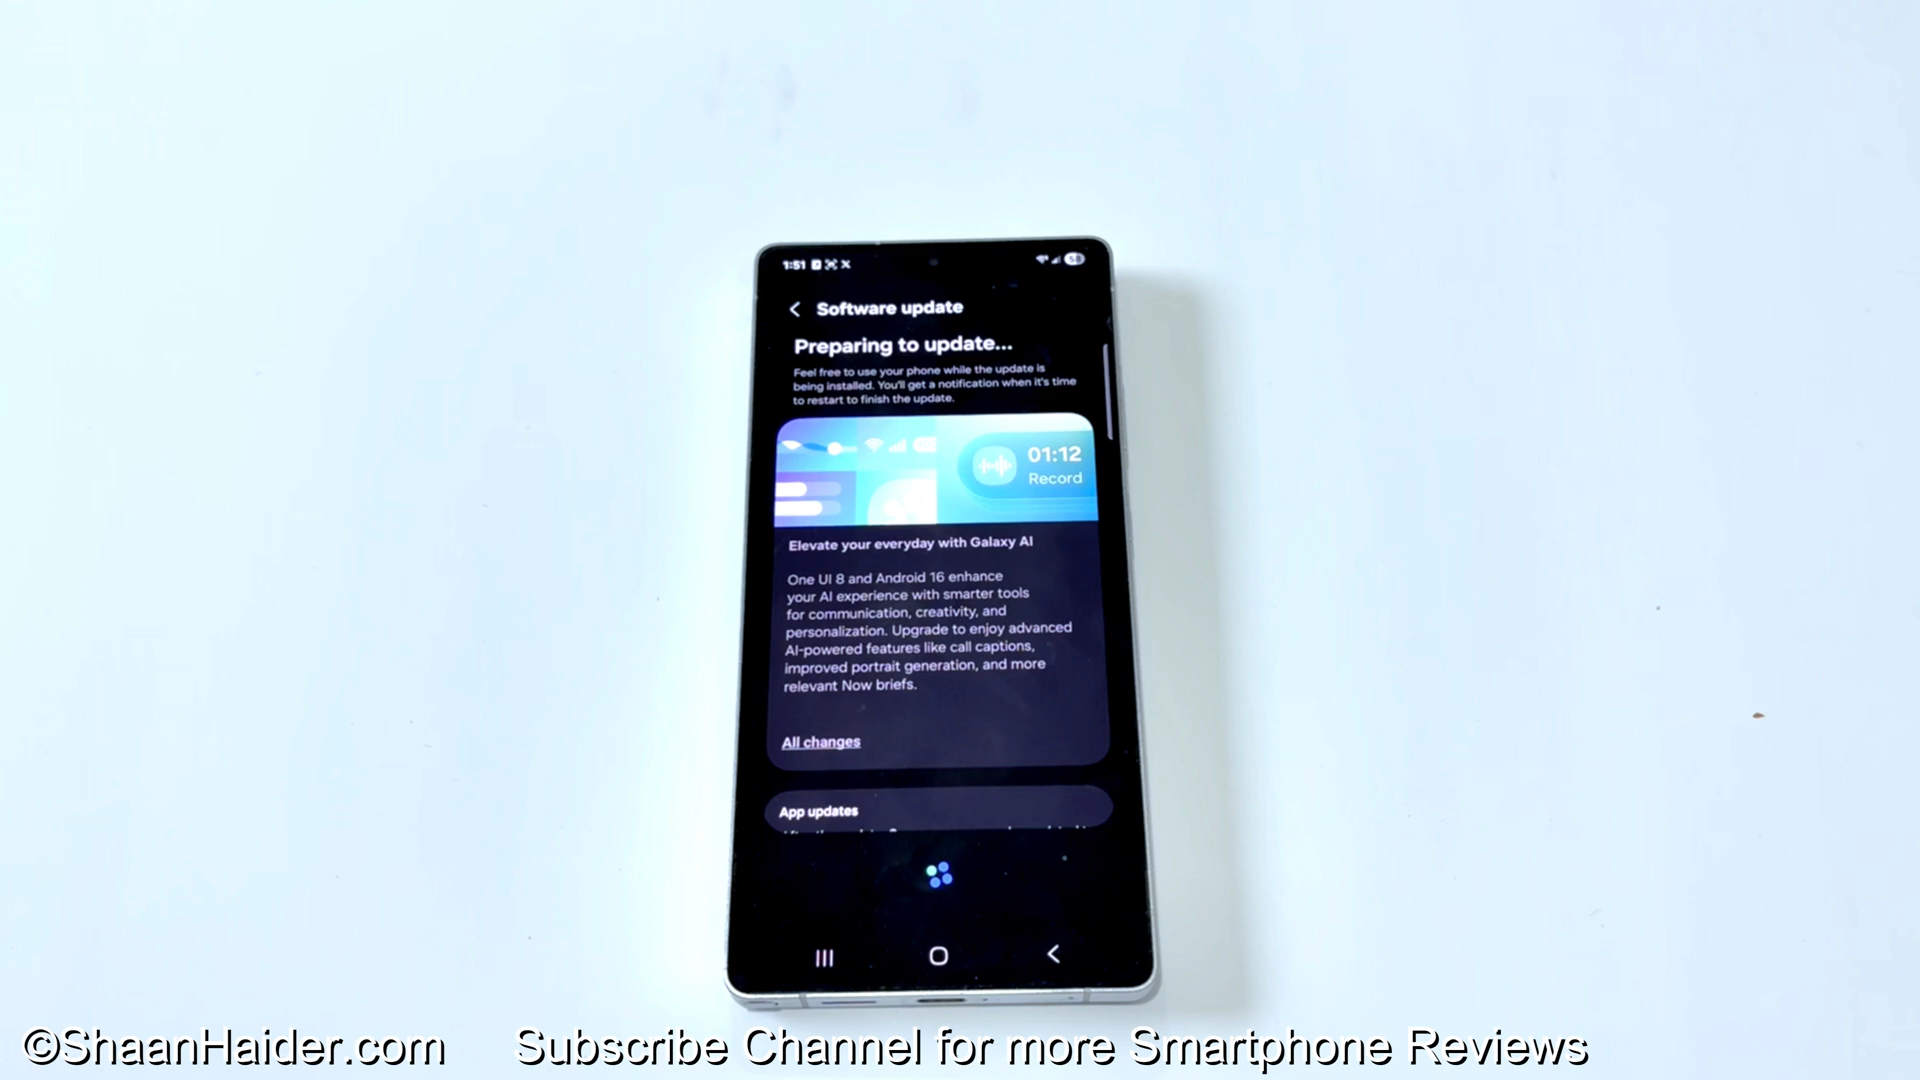 1:51
58
Software update
Preparing to update...
Feel free to use your phone while the update is
being installed. You'll get a notification when it's time
to restart to finish the update.
01:12
Record
Elevate your everyday with Galaxy AI
One UI 8 and Android 16 enhance
your AI experience with smarter tools
for communication, creativity, and
personalization. Upgrade to enjoy advanced
AI-powered features like call captions,
improved portrait generation, and more
relevant Now briefs.
All changes
App updates
©ShaanHaider.com Subscribe Channel for more Smartphone Reviews